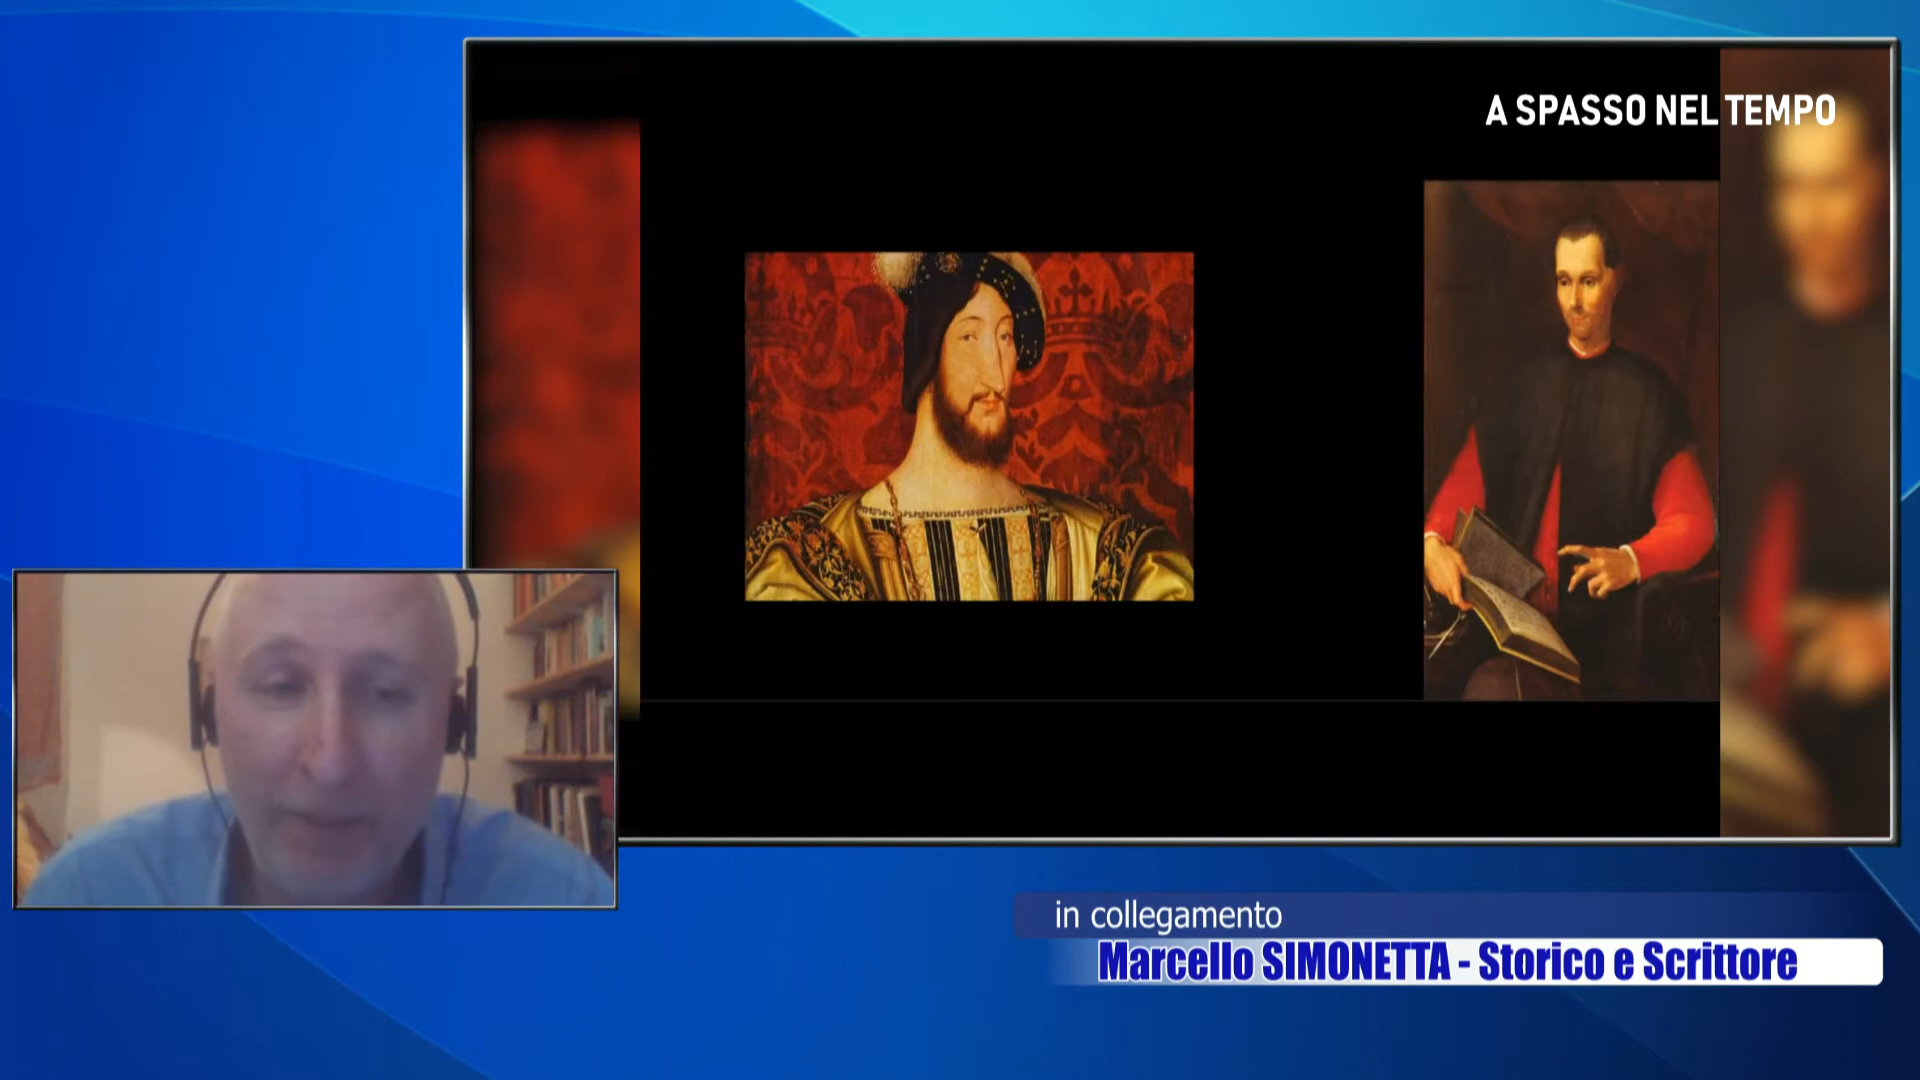 A SPASSO NEL TEMPO
in collegamento
Marcello SIMONETTA - Storico e Scrittore